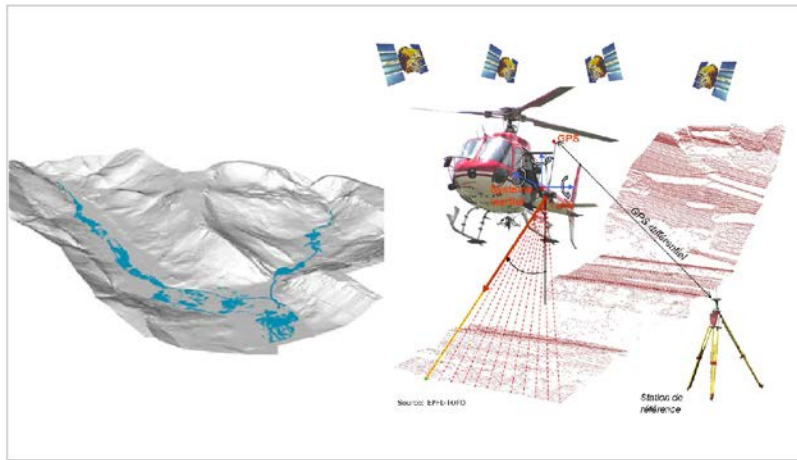 GPS
GPS différentiel
Station de
référence
Source: EPFL-TOPO